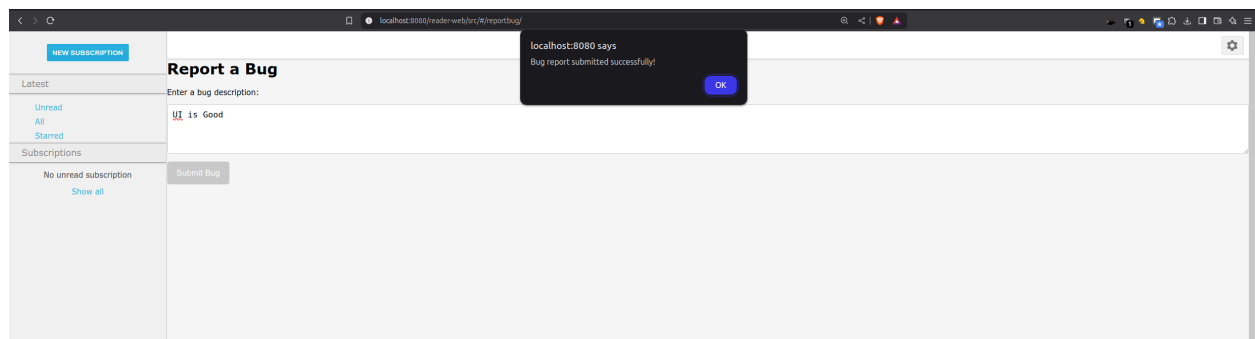 localhost:8080/reader-web/src/#/reportbug/
localhost:8080 says
Bug report submitted successfully!
OK
NEW SUBSCRIPTION
Latest
Unread
All
Starred
Subscriptions
No unread subscription
Show all
Report a Bug
Enter a bug description:
UI is Good
Submit Bug